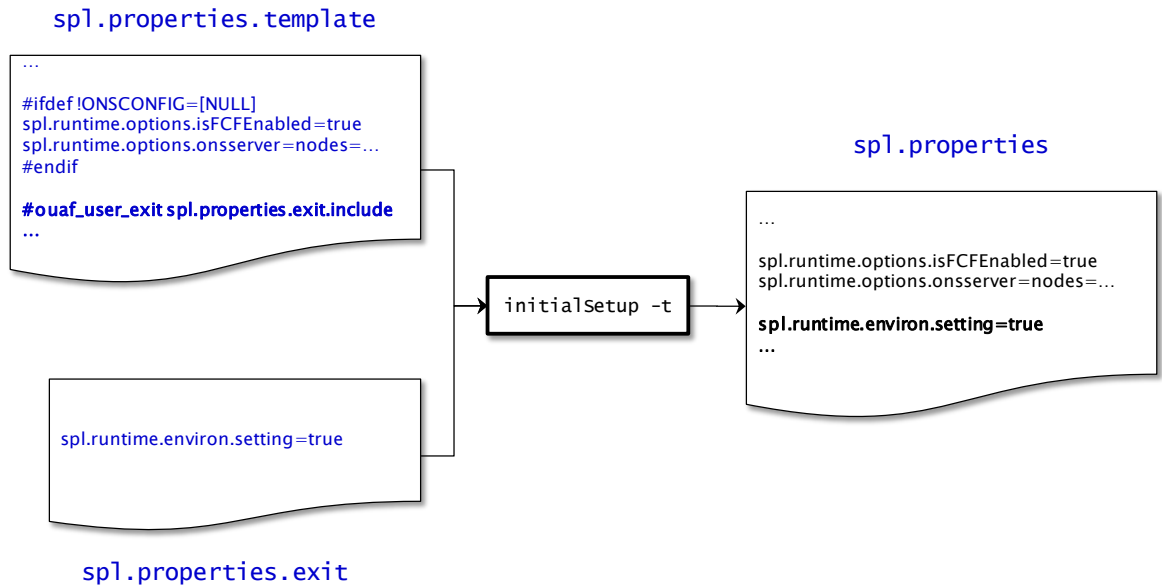 spl.properties.template
...
#ifdef !ONSCONFIG=[NULL]
spl.runtime.options.isFCFEnabled=true
spl.runtime.options.onsserver=nodes=...
#endif
#ouaf_user_exit spl.properties.exit.include
...
spl.runtime.environ.setting=true
spl.properties.exit
initialSetup -t
spl.properties
...
spl.runtime.options.isFCFEnabled=true
spl.runtime.options.onsserver=nodes=...
spl.runtime.environ.setting=true
...